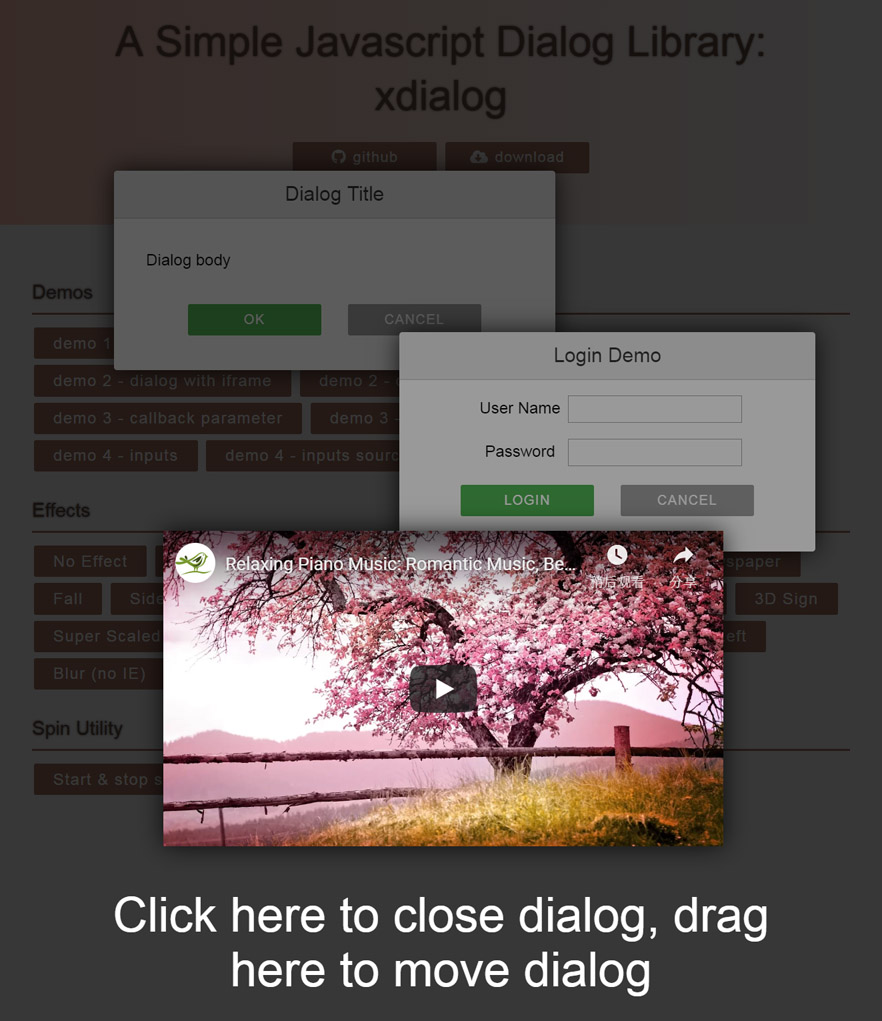 A Simple Javascript Dialog Library:
xdialog
github
download
Dialog Title
Dialog body
OK
CANCEL
Login Demo
User Name
Password
LOGIN
CANCEL
Demos
demo 1
demo 2 - dialog with iframe
demo 2 -
demo 3 - callback parameter
demo 3 -
demo 4 - inputs
demo 4 - inputs sourc
Effects
No Effect
spaper
Fall
Side
3D Sign
Super Scaled
eft
Blur (no IE)
Relaxing Piano Music: Romantic Music, Be...
稍后观看
分享
Spin Utility
Start & stop s
Click here to close dialog, drag
here to move dialog